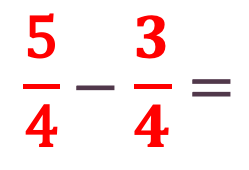 5/4 − 3/4 =